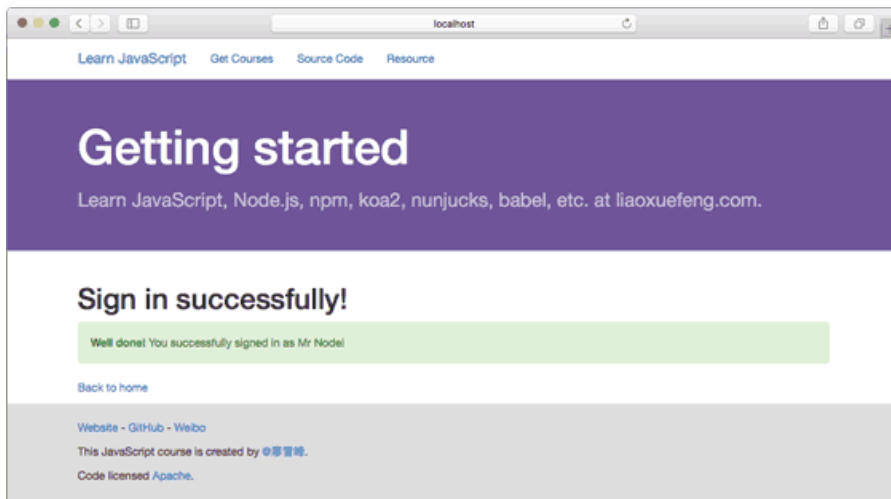 localhost
Learn JavaScript Get Courses Source Code Resource
Getting started
Learn JavaScript, Node.js, npm, koa2, nunjucks, babel, etc. at liaoxuefeng.com.
Sign in successfully!
Well done! You successfully signed in as Mr Node!
Back to home
Website - GitHub - Weibo
This JavaScript course is created by @廖雪峰.
Code licensed Apache.